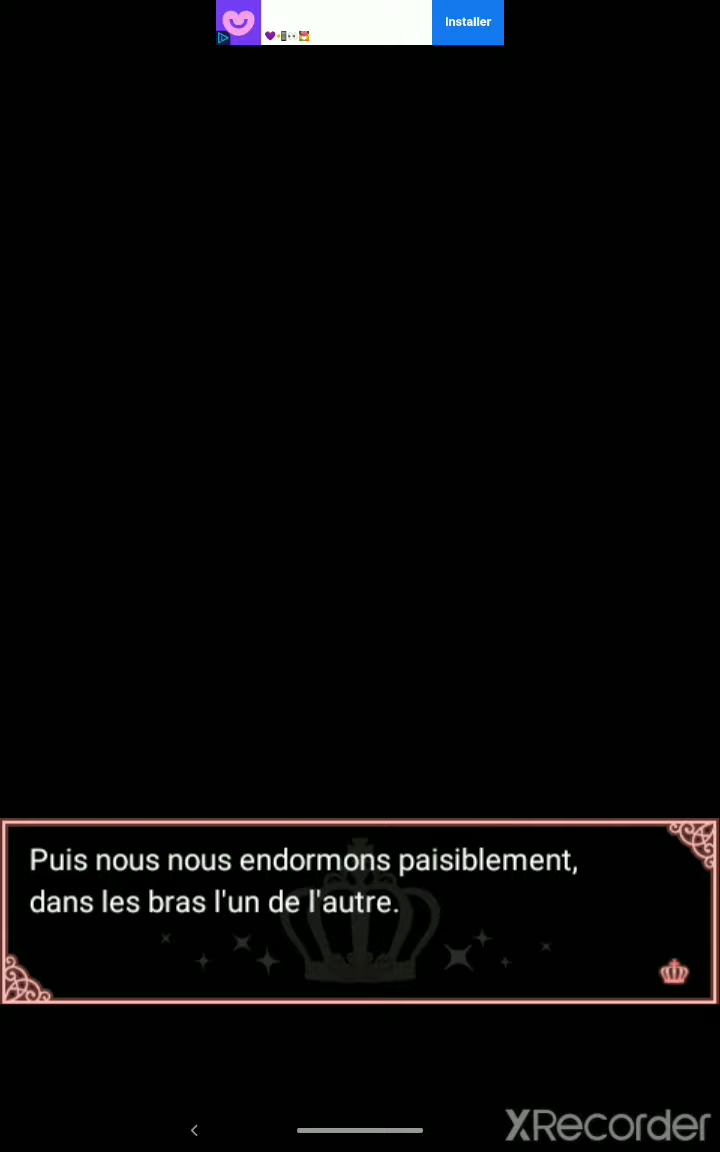 Installer
Puis nous nous endormons paisiblement,
dans les bras l'un de l'autre.
XRecorder